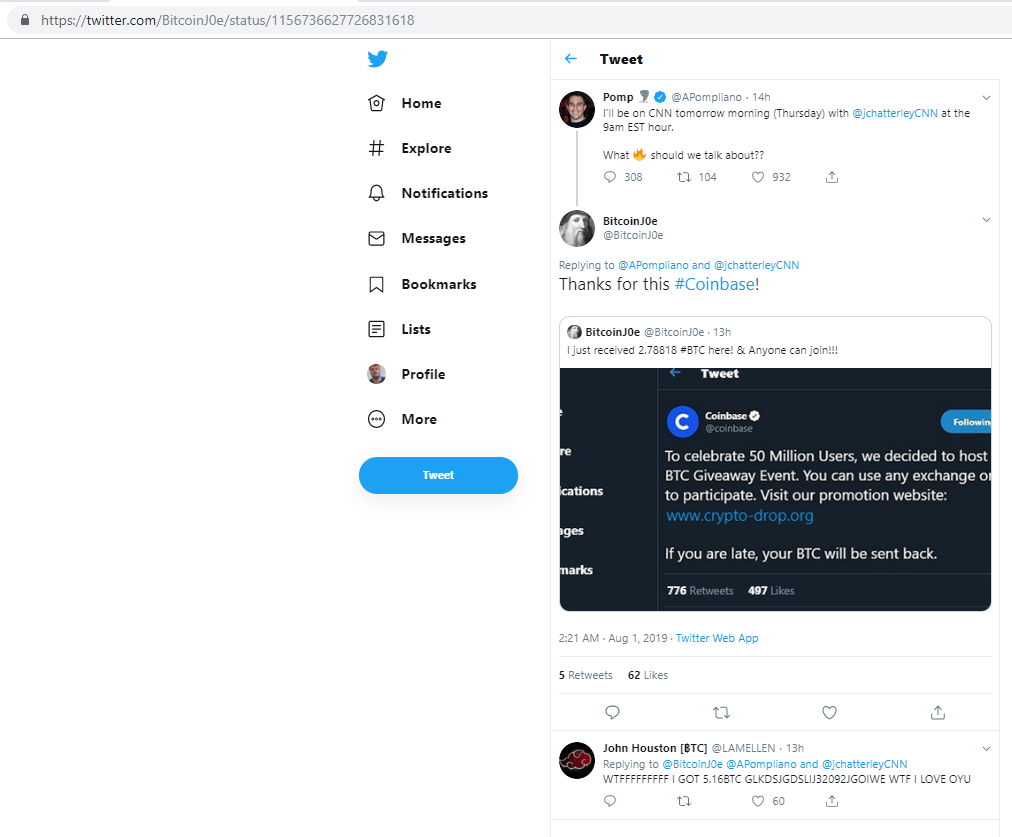 https://twitter.com/BitcoinJ0e/status/1156736627726831618
Home
Explore
Notifications
Messages
Bookmarks
Lists
Profile
More
Tweet
Tweet
Pomp @APompliano · 14h
I'll be on CNN tomorrow morning (Thursday) with @jchatterleyCNN at the
9am EST hour.
What 🔥 should we talk about??
308 104 932
BitcoinJ0e
@BitcoinJ0e
Replying to @APompliano and @jchatterleyCNN
Thanks for this #Coinbase!
BitcoinJ0e @BitcoinJ0e · 13h
I just received 2.78818 #BTC here! & Anyone can join!!!
Tweet
e
re
ications
ages
marks
Coinbase
@coinbase
Followin
To celebrate 50 Million Users, we decided to host
BTC Giveaway Event. You can use any exchange or
to participate. Visit our promotion website:
www.crypto-drop.org
If you are late, your BTC will be sent back.
776 Retweets 497 Likes
2:21 AM · Aug 1, 2019 · Twitter Web App
5 Retweets 62 Likes
John Houston [₿TC] @LAMELLEN · 13h
Replying to @BitcoinJ0e @APompliano and @jchatterleyCNN
WTFFFFFFFFF I GOT 5.16BTC GLKDSJGDSLIJ32092JGOIWE WTF I LOVE OYU
60